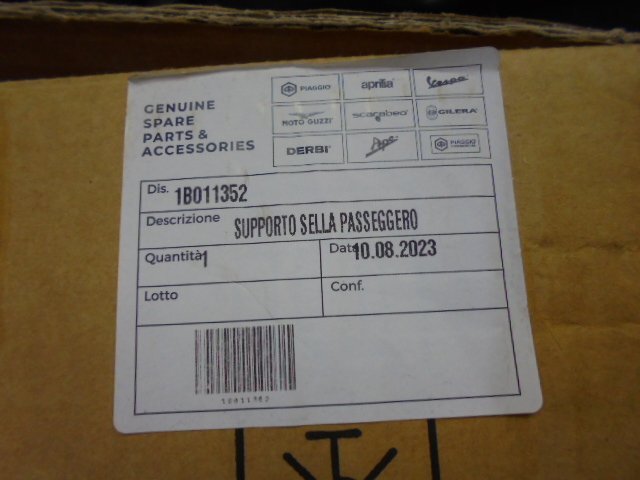 GENUINE
SPARE
PARTS &
ACCESSORIES
PIAGGIO aprilia Vespa
MOTO GUZZI scarabeo GILERA
DERBI Ape PIAGGIO
Dis. 1B011352
Descrizione SUPPORTO SELLA PASSEGGERO
Quantità 1 Data 10.08.2023
Lotto Conf.